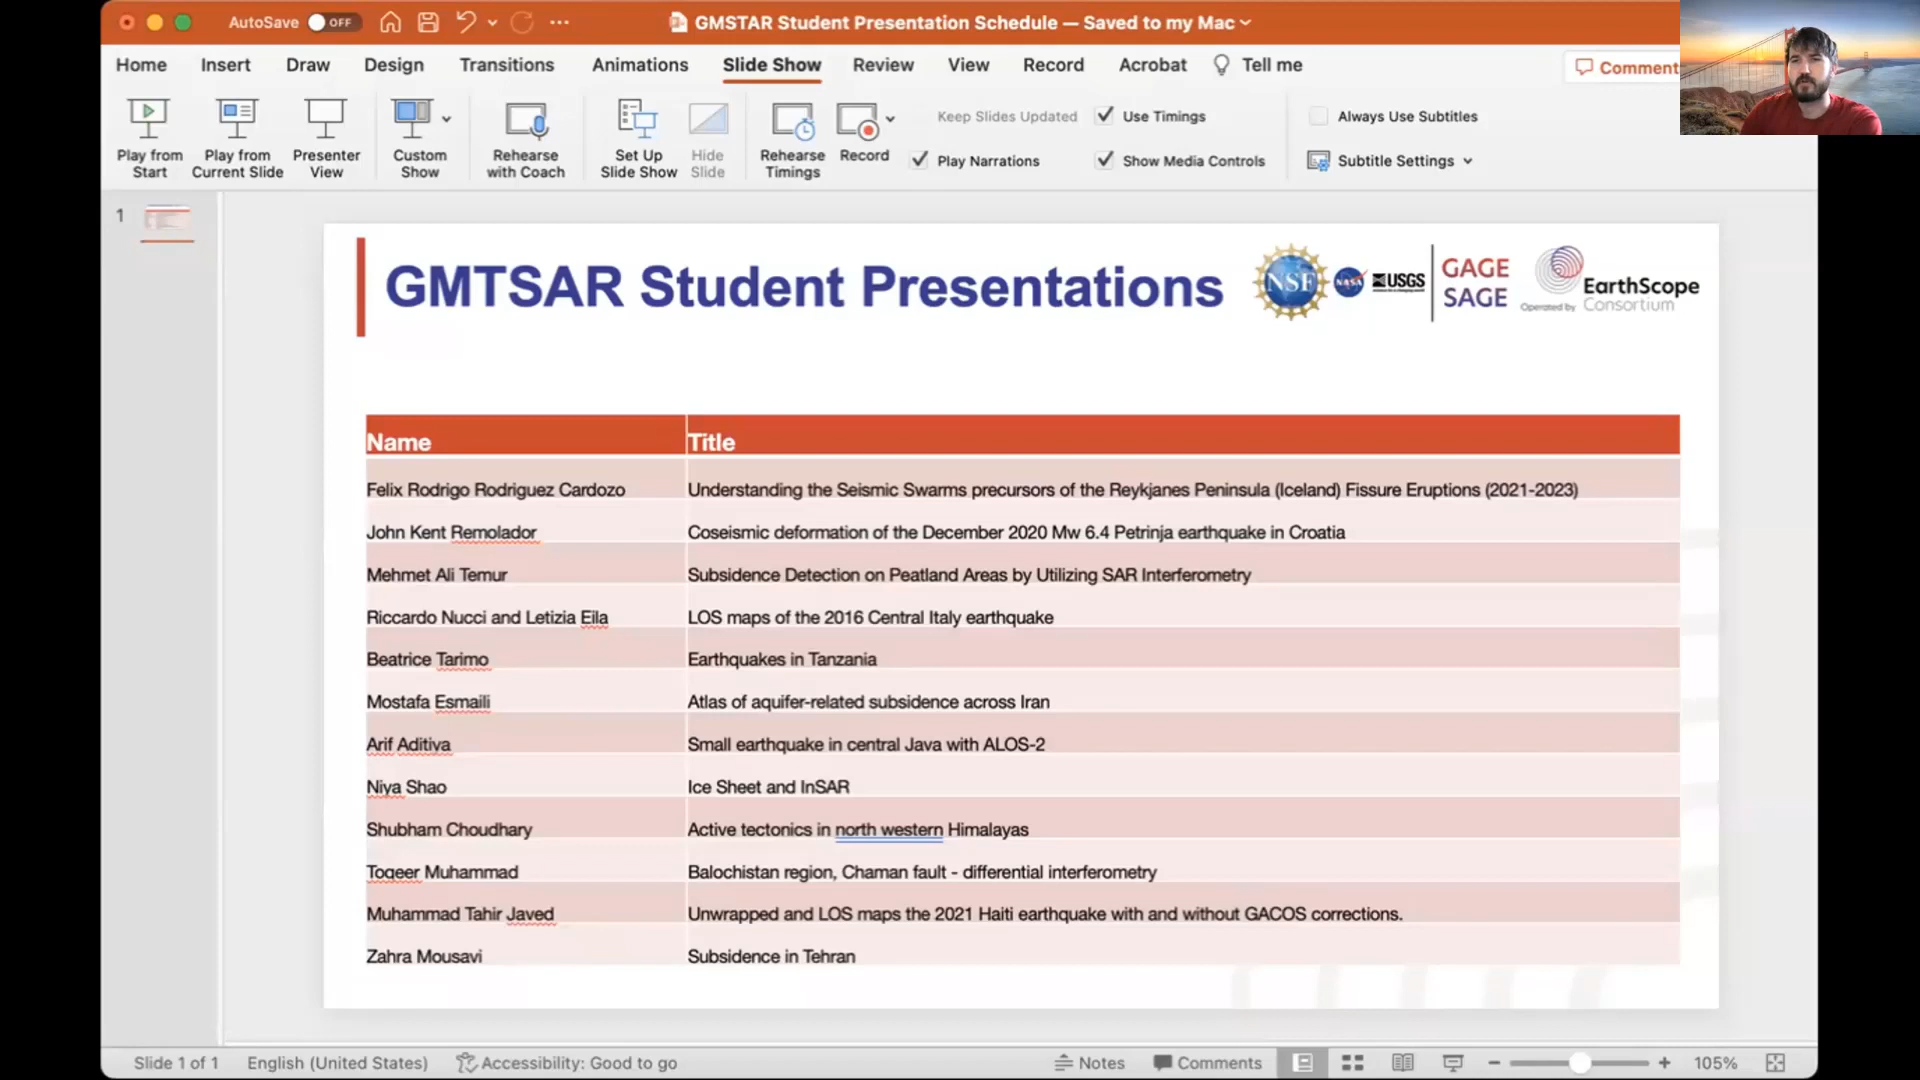 AutoSave OFF
GMSTAR Student Presentation Schedule — Saved to my Mac
Home Insert Draw Design Transitions Animations Slide Show Review View Record Acrobat Tell me
Comment
Play from Start
Play from Current Slide
Presenter View
Custom Show
Rehearse with Coach
Set Up Slide Show
Hide Slide
Rehearse Timings
Record
Keep Slides Updated
Use Timings
Play Narrations
Show Media Controls
Always Use Subtitles
Subtitle Settings
1
GMTSAR Student Presentations
NSF NASA USGS
GAGE
SAGE
Operated by
EarthScope
Consortium
Name Title
Felix Rodrigo Rodriguez Cardozo Understanding the Seismic Swarms precursors of the Reykjanes Peninsula (Iceland) Fissure Eruptions (2021-2023)
John Kent Remolador Coseismic deformation of the December 2020 Mw 6.4 Petrinja earthquake in Croatia
Mehmet Ali Temur Subsidence Detection on Peatland Areas by Utilizing SAR Interferometry
Riccardo Nucci and Letizia Elia LOS maps of the 2016 Central Italy earthquake
Beatrice Tarimo Earthquakes in Tanzania
Mostafa Esmaili Atlas of aquifer-related subsidence across Iran
Arif Aditiya Small earthquake in central Java with ALOS-2
Niya Shao Ice Sheet and InSAR
Shubham Choudhary Active tectonics in north western Himalayas
Toqeer Muhammad Balochistan region, Chaman fault - differential interferometry
Muhammad Tahir Javed Unwrapped and LOS maps the 2021 Haiti earthquake with and without GACOS corrections.
Zahra Mousavi Subsidence in Tehran
Slide 1 of 1 English (United States) Accessibility: Good to go Notes Comments 105%